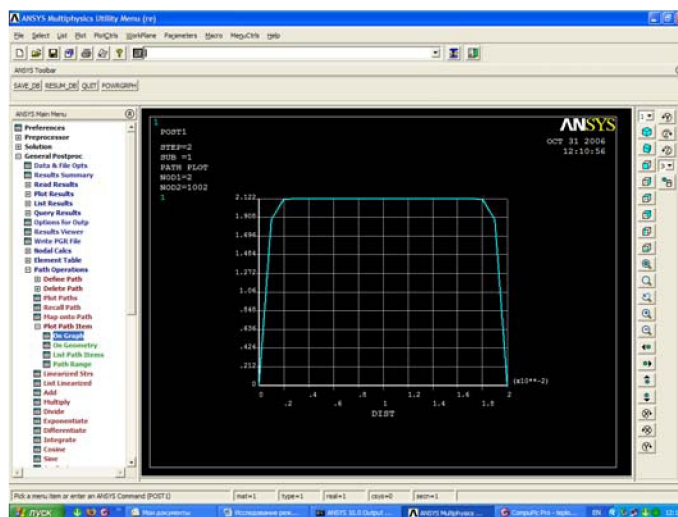 ANSYS Multiphysics Utility Menu (re)
File Select List Plot PlotCtrls WorkPlane Parameters Macro MenuCtrls Help
ANSYS Toolbar
SAVE_DB RESUM_DB QUIT POWRGRPH
ANSYS Main Menu
Preferences
Preprocessor
Solution
General Postproc
Data & File Opts
Results Summary
Read Results
Plot Results
List Results
Query Results
Options for Outp
Results Viewer
Write PGR File
Nodal Calcs
Element Table
Path Operations
Define Path
Delete Path
Plot Paths
Recall Path
Map onto Path
Plot Path Item
On Graph
On Geometry
List Path Items
Path Range
Linearized Strs
List Linearized
Add
Multiply
Divide
Exponentiate
Differentiate
Integrate
Cosine
Sine
1
POST1
STEP=2
SUB =1
PATH PLOT
NOD1=2
NOD2=1002
1
ANSYS
OCT 31 2006
12:10:56
2.122
1.908
1.696
1.484
1.272
1.06
.848
.636
.424
.212
0
0 .2 .4 .6 .8 1 1.2 1.4 1.6 1.8 2
(x10**-2)
DIST
Pick a menu item or enter an ANSYS Command (POST1)
mat=1 type=1 real=1 csys=0 secn=1
пуск
Мои документы
ANSYS 10.0 Output
ANSYS Multiphysics
EN